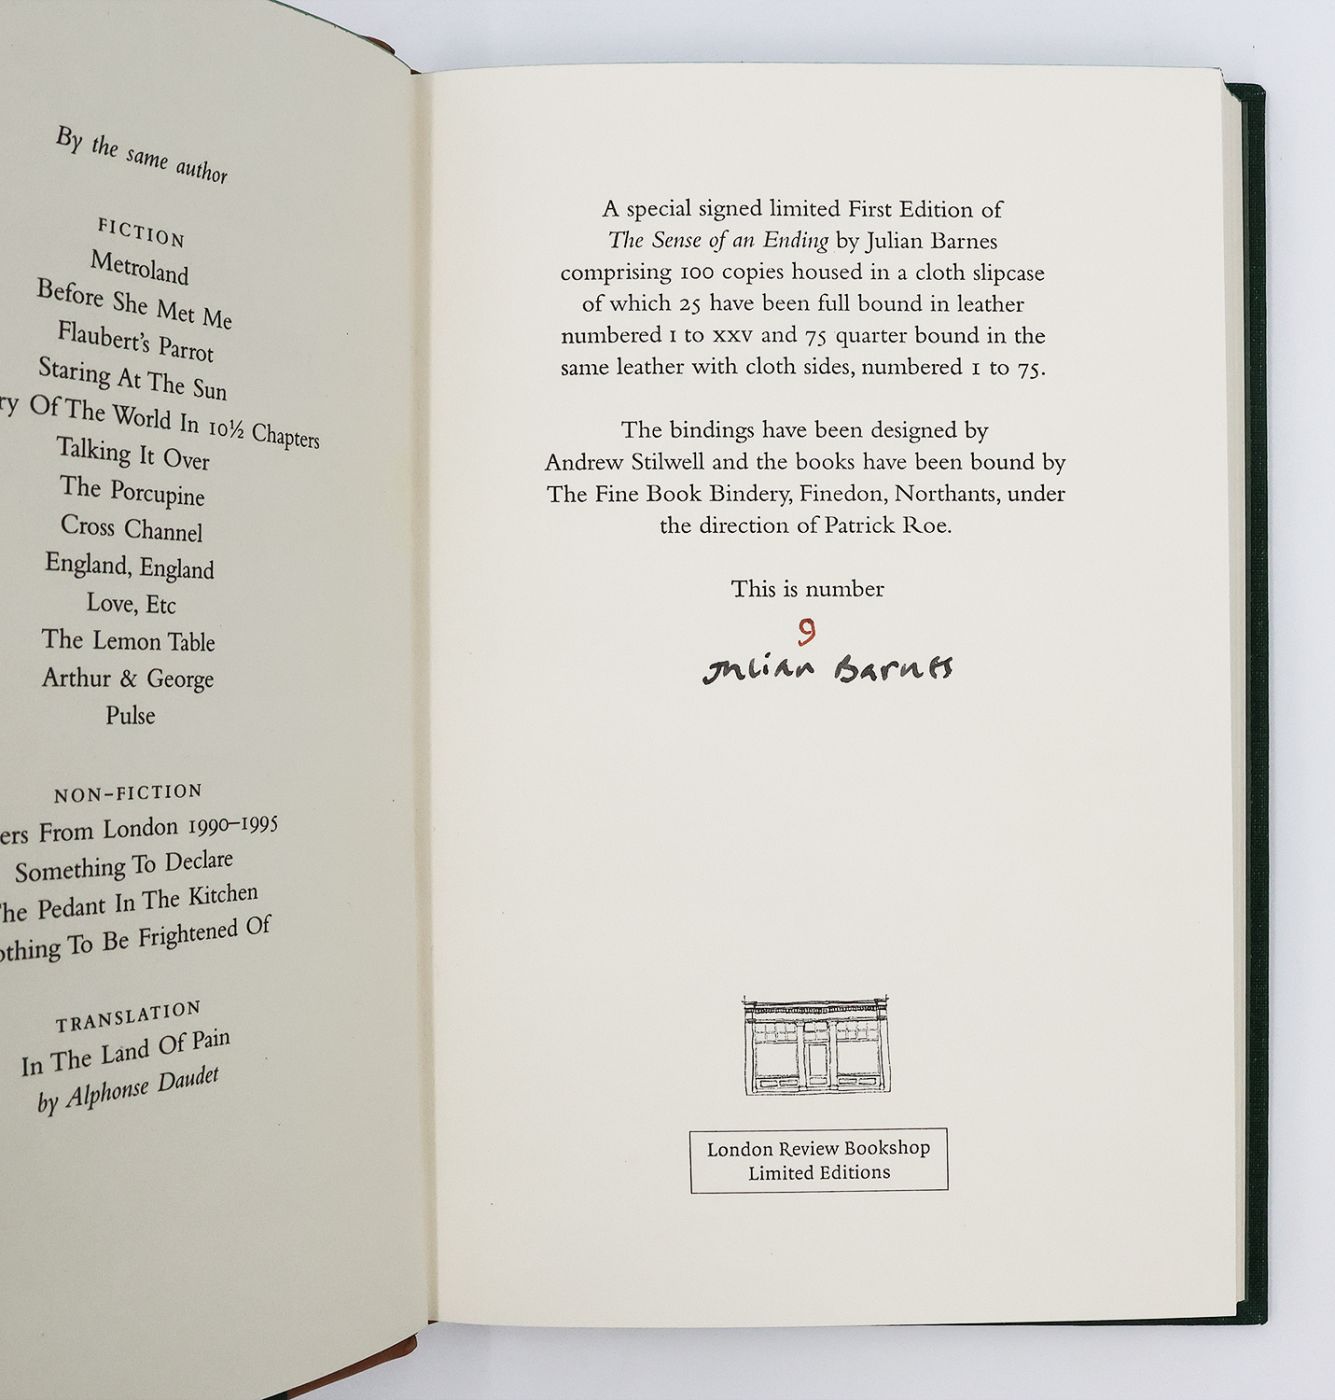 By the same author
FICTION
Metroland
Before She Met Me
Flaubert's Parrot
Staring At The Sun
ry Of The World In 10½ Chapters
Talking It Over
The Porcupine
Cross Channel
England, England
Love, Etc
The Lemon Table
Arthur & George
Pulse
NON-FICTION
ers From London 1990–1995
Something To Declare
he Pedant In The Kitchen
othing To Be Frightened Of
TRANSLATION
In The Land Of Pain
by Alphonse Daudet
A special signed limited First Edition of
The Sense of an Ending by Julian Barnes
comprising 100 copies housed in a cloth slipcase
of which 25 have been full bound in leather
numbered I to XXV and 75 quarter bound in the
same leather with cloth sides, numbered 1 to 75.
The bindings have been designed by
Andrew Stilwell and the books have been bound by
The Fine Book Bindery, Finedon, Northants, under
the direction of Patrick Roe.
This is number
9
Julian Barnes
London Review Bookshop
Limited Editions